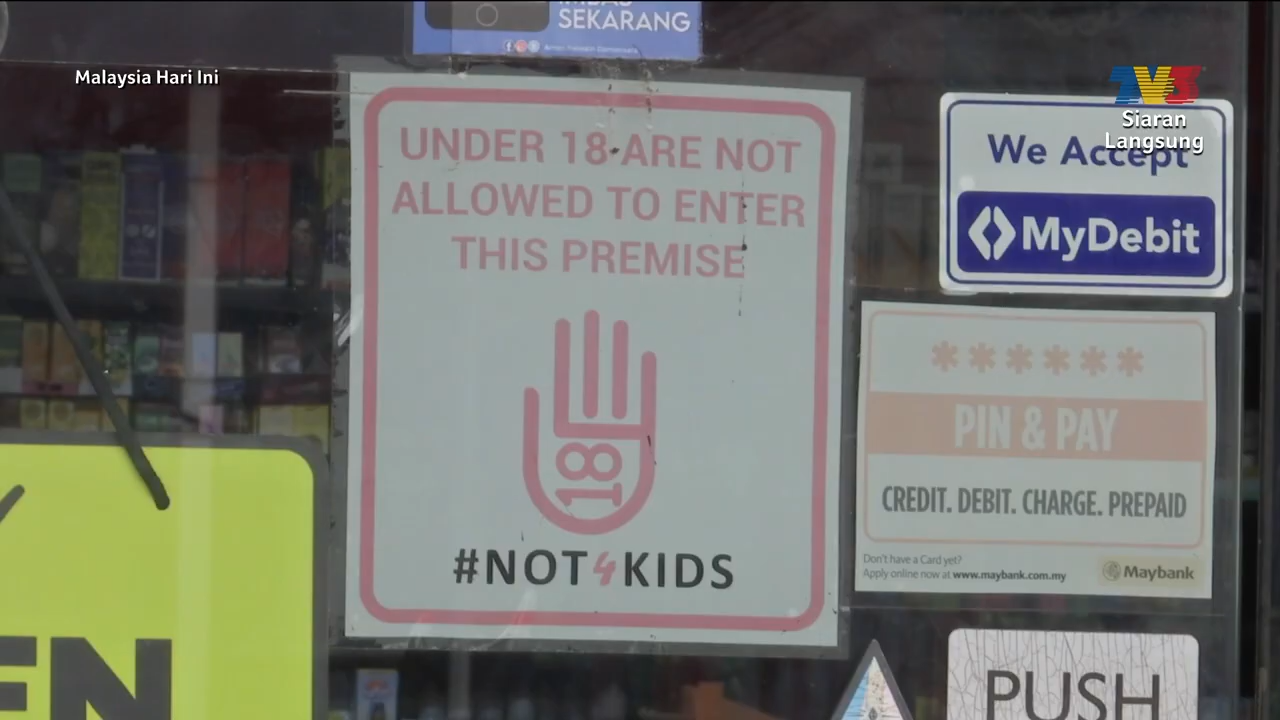 SEKARANG
Malaysia Hari Ini
TV3
Siaran
Langsung
UNDER 18 ARE NOT
ALLOWED TO ENTER
THIS PREMISE
18
#NOT4KIDS
We Accept
MyDebit
******
PIN & PAY
CREDIT. DEBIT. CHARGE. PREPAID
Don't have a Card yet?
Apply online now at www.maybank.com.my
Maybank
PUSH